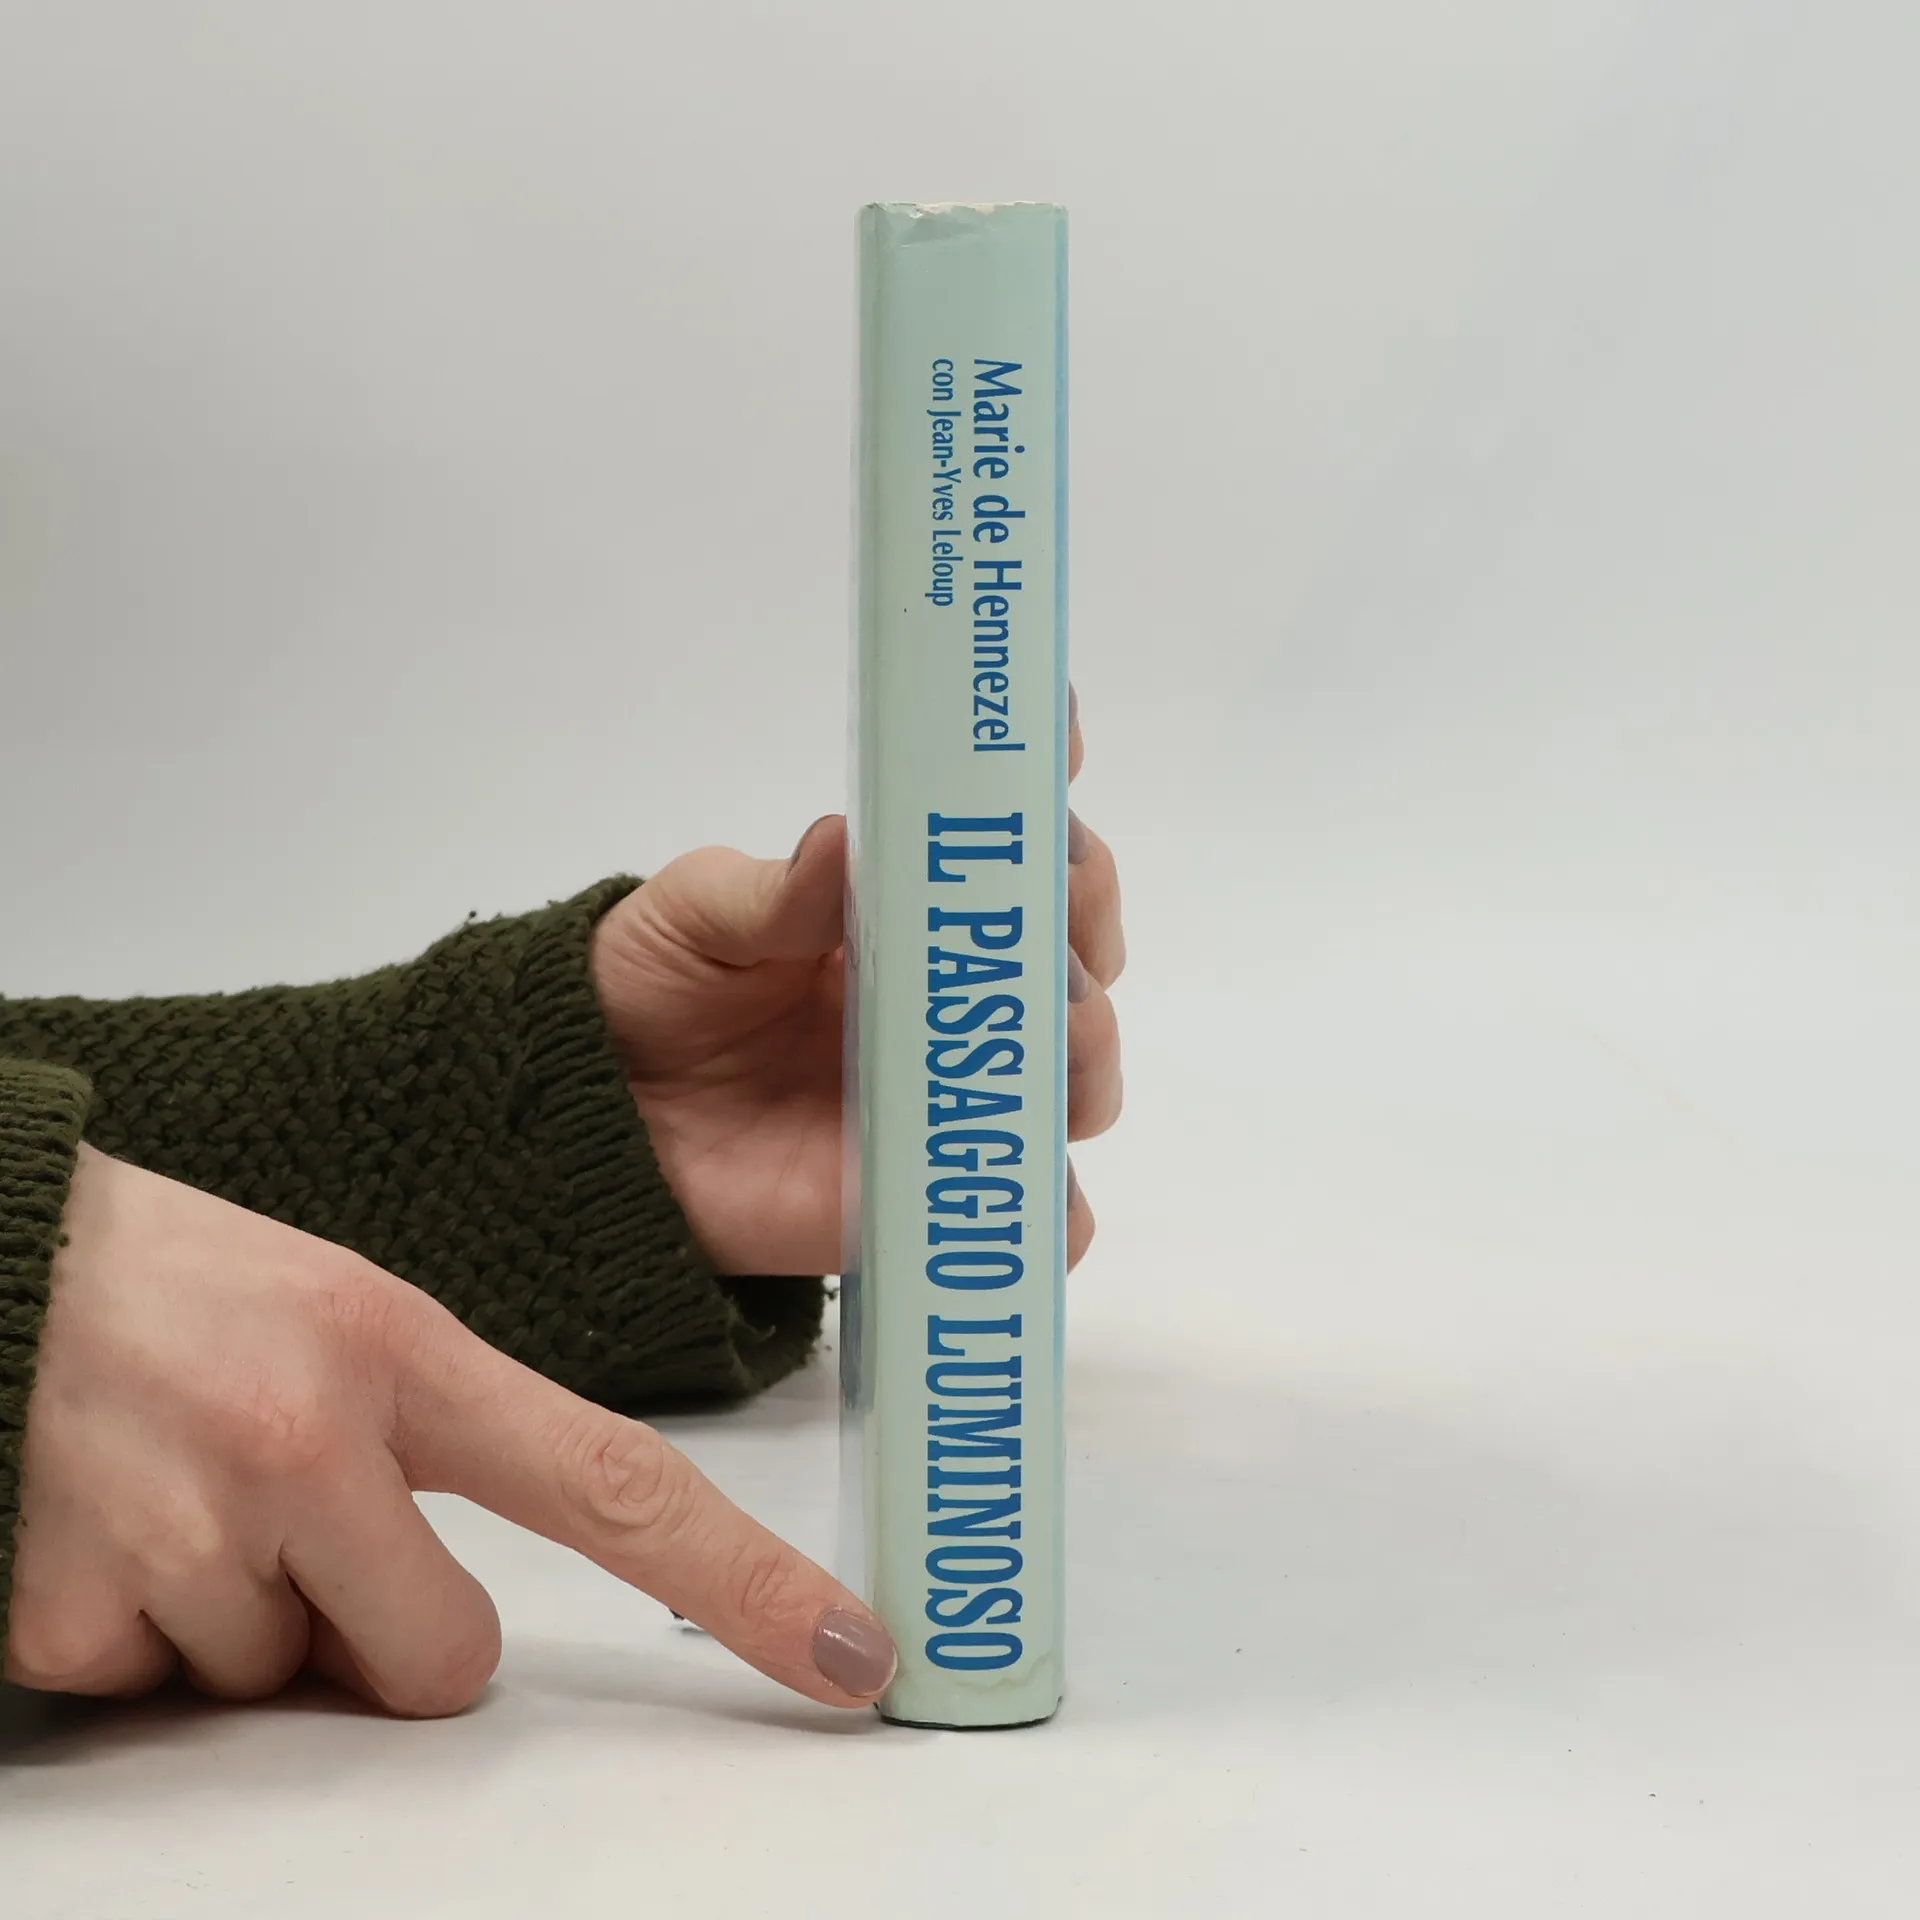 Marie de Hennezel
con Jean-Yves Leloup
IL PASSAGGIO LUMINOSO